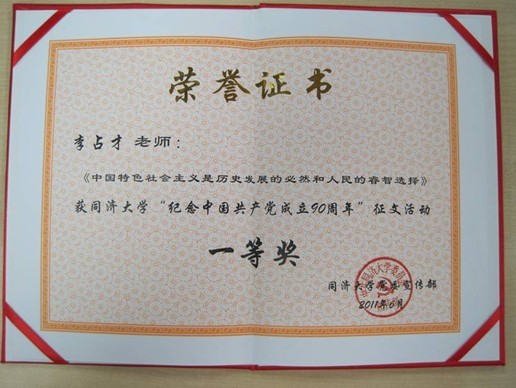 荣誉证书
李占才 老师：
《中国特色社会主义是历史发展的必然和人民的睿智选择》
获同济大学“纪念中国共产党成立90周年”征文活动
一等奖
同济大学党委宣传部
2011年6月